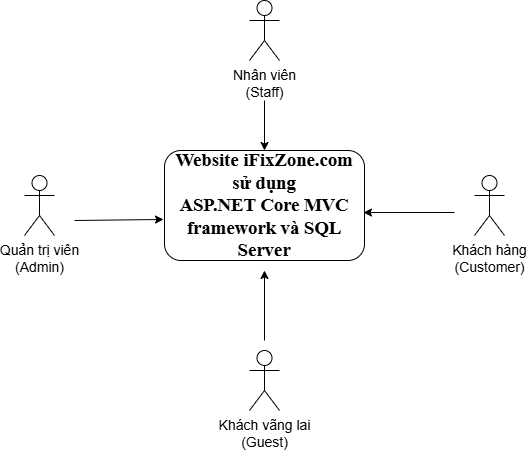 Nhân viên
(Staff)
Website iFixZone.com
sử dụng
ASP.NET Core MVC
framework và SQL
Server
Quản trị viên
(Admin)
Khách hàng
(Customer)
Khách vãng lai
(Guest)